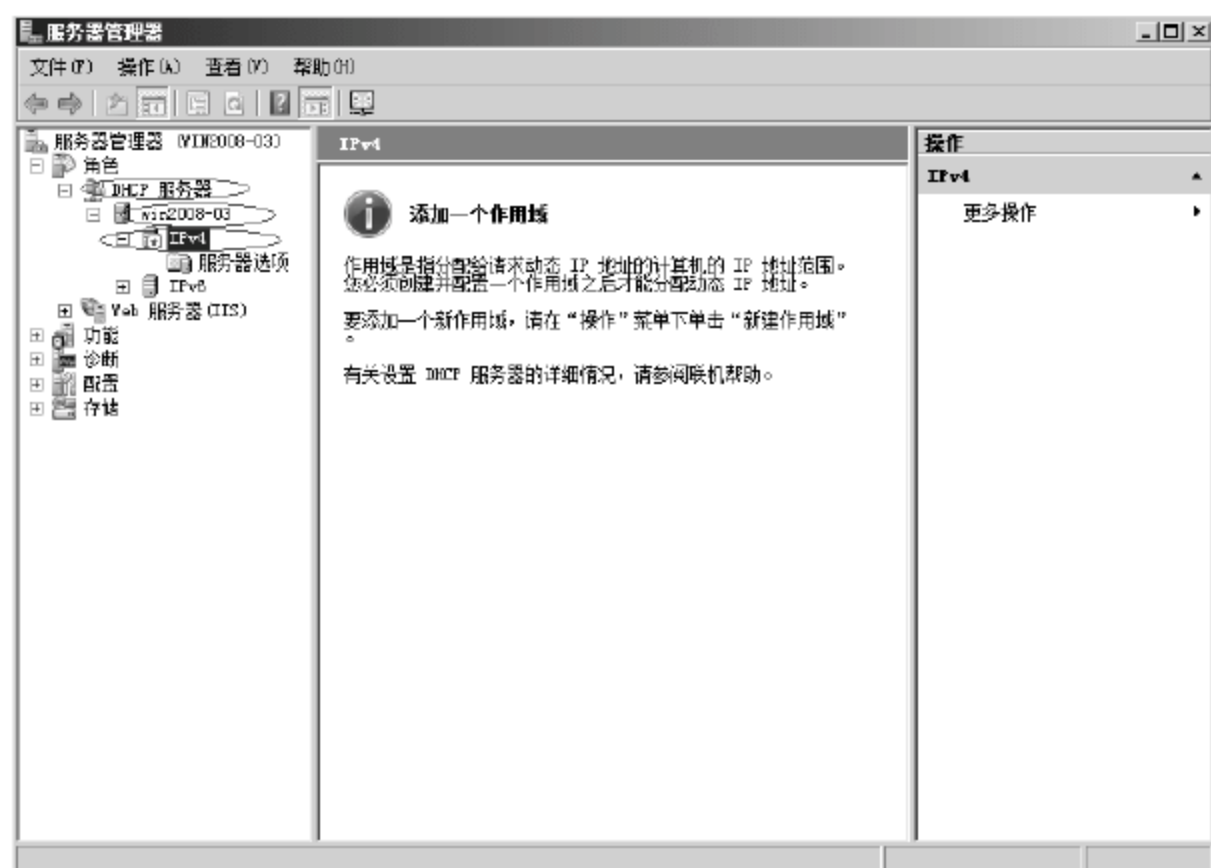 服务器管理器
文件(F) 操作(A) 查看(V) 帮助(H)
服务器管理器 (WIN2008-03)
角色
DHCP 服务器
win2008-03
IPv4
服务器选项
IPv6
Web 服务器(IIS)
功能
诊断
配置
存储
IPv4
添加一个作用域
作用域是指分配给请求动态 IP 地址的计算机的 IP 地址范围。
您必须创建并配置一个作用域之后才能分配动态 IP 地址。
要添加一个新作用域，请在“操作”菜单下单击“新建作用域”
。
有关设置 DHCP 服务器的详细情况，请参阅联机帮助。
操作
IPv4
更多操作